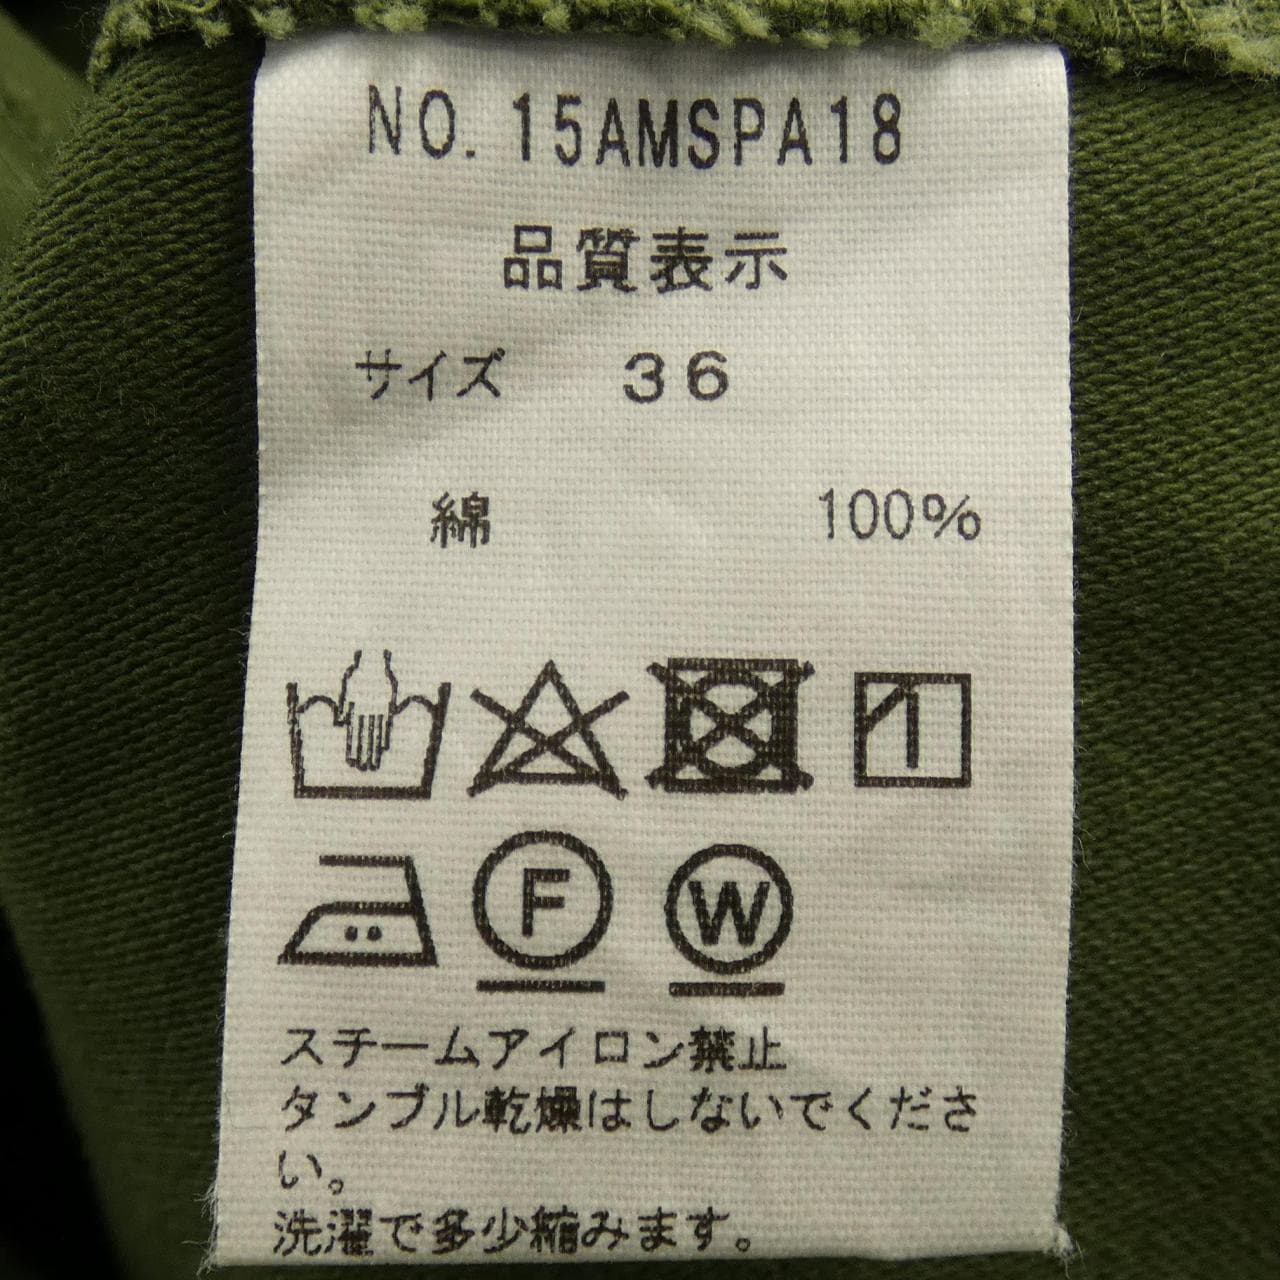 NO. 15AMSPA18
品質表示
サイズ 36
綿 100%
F W
スチームアイロン禁止
タンブル乾燥はしないでくださ
い。
洗濯で多少縮みます。